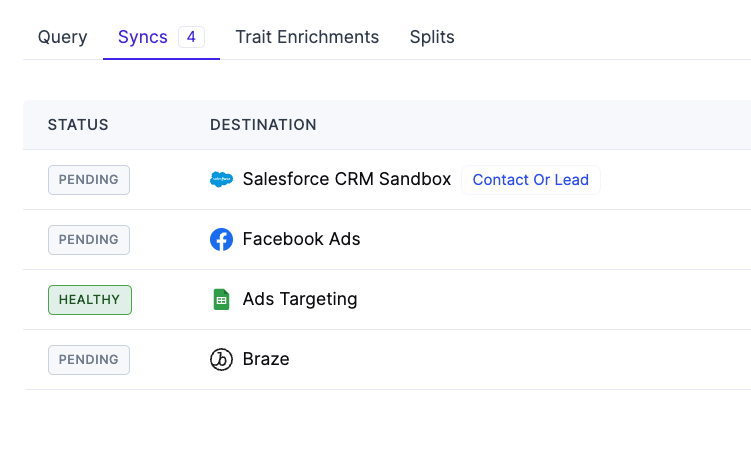 Query Syncs 4 Trait Enrichments Splits
STATUS DESTINATION
PENDING Salesforce CRM Sandbox Contact Or Lead
PENDING Facebook Ads
HEALTHY Ads Targeting
PENDING Braze